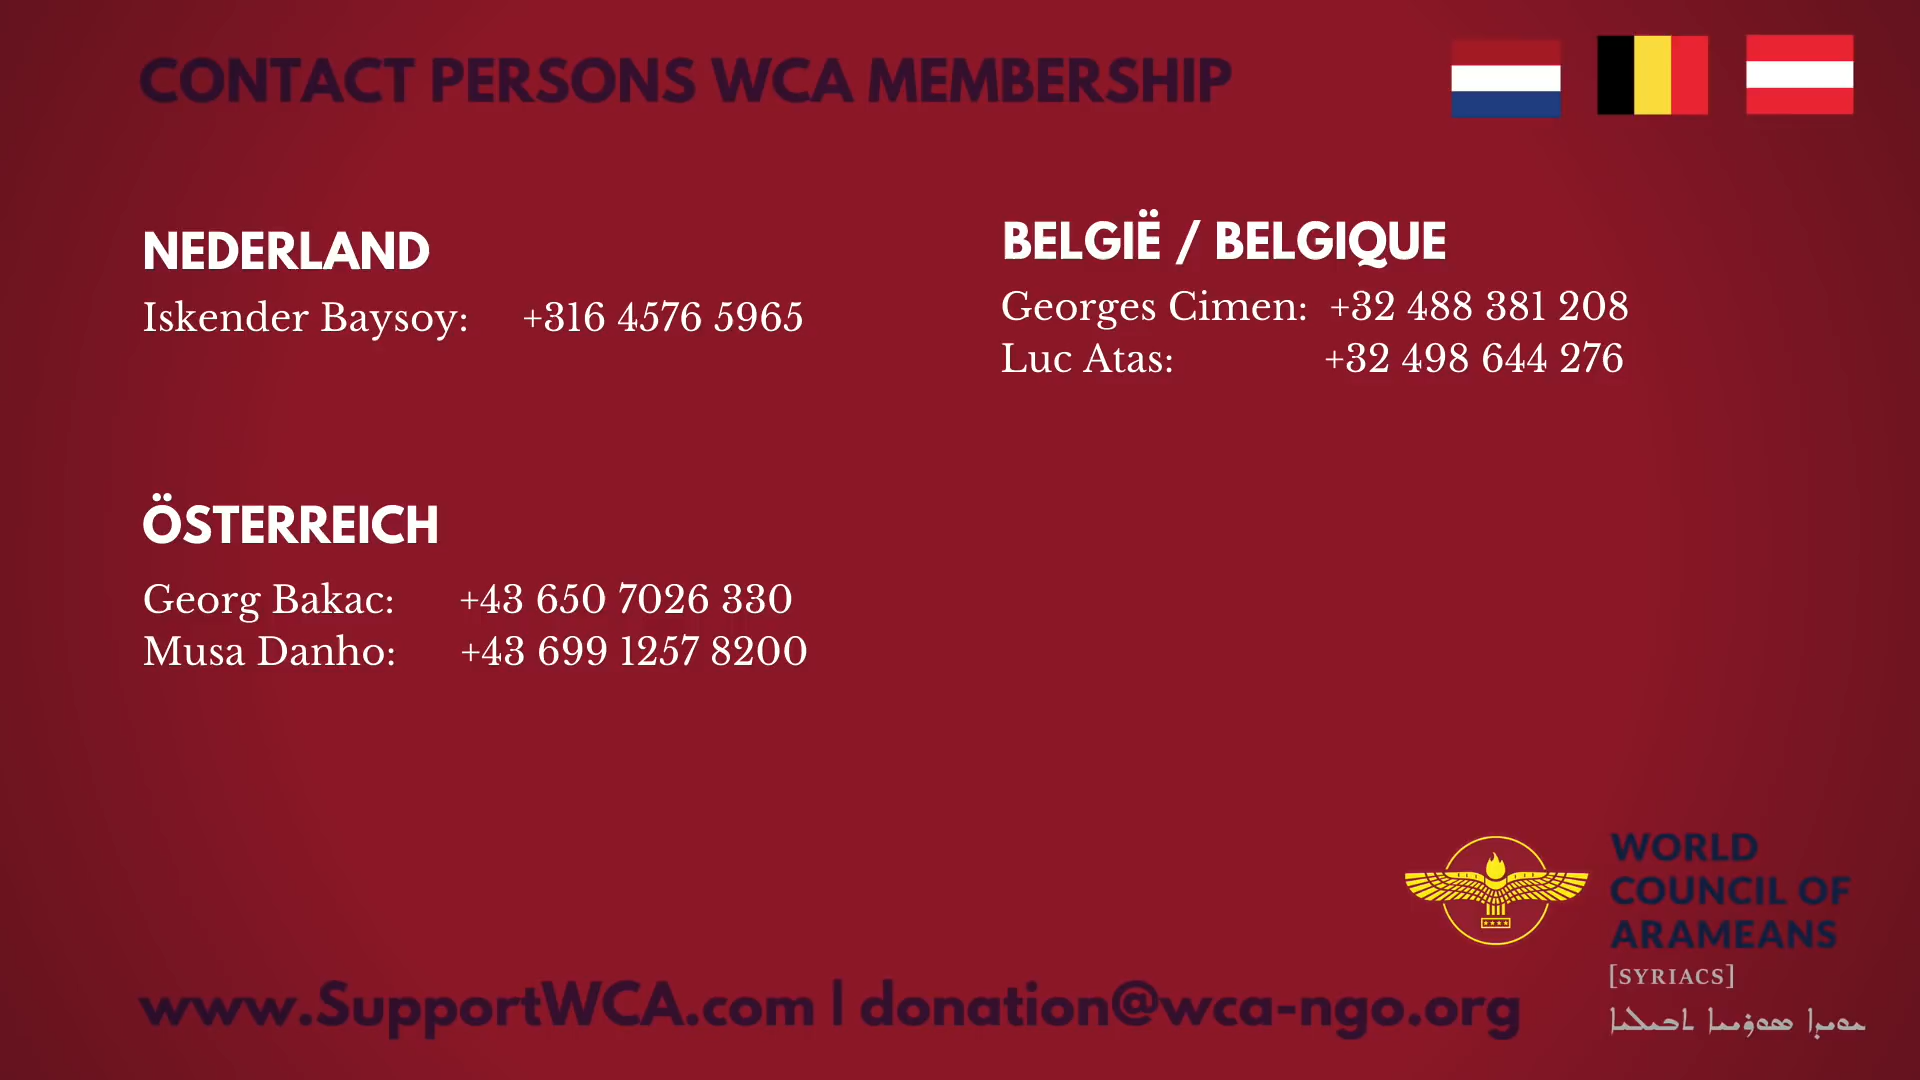 CONTACT PERSONS WCA MEMBERSHIP
NEDERLAND
Iskender Baysoy: +316 4576 5965
BELGIË / BELGIQUE
Georges Cimen: +32 488 381 208
Luc Atas: +32 498 644 276
ÖSTERREICH
Georg Bakac: +43 650 7026 330
Musa Danho: +43 699 1257 8200
WORLD
COUNCIL OF
ARAMEANS
[SYRIACS]
www.SupportWCA.com | donation@wca-ngo.org